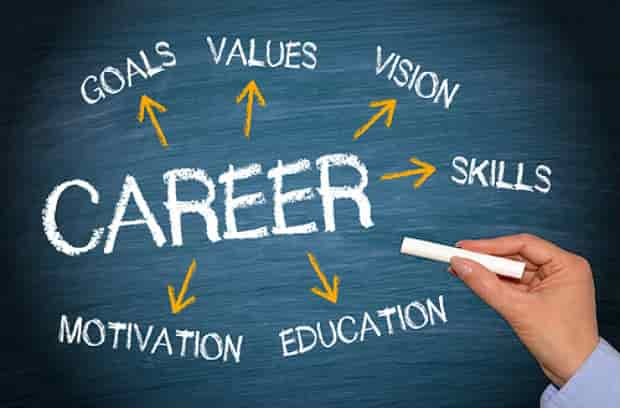 GOALS
VALUES
VISION
SKILLS
CAREER
MOTIVATION
EDUCATION